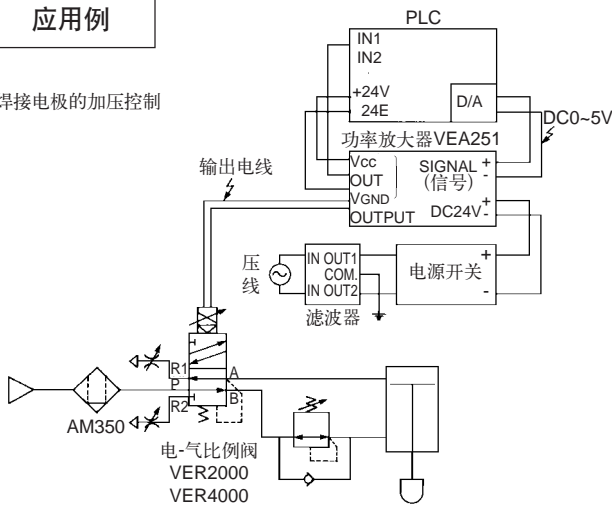 应用例
焊接电极的加压控制
PLC
IN1
IN2
+24V
24E
D/A
DC0~5V
功率放大器VEA251
Vcc
OUT
VGND
OUTPUT
SIGNAL +
(信号) -
DC24V + -
输出电线
压线
IN OUT1
COM.
IN OUT2
滤波器
电源开关
+
-
R1
P
R2
A
B
AM350
电-气比例阀
VER2000
VER4000